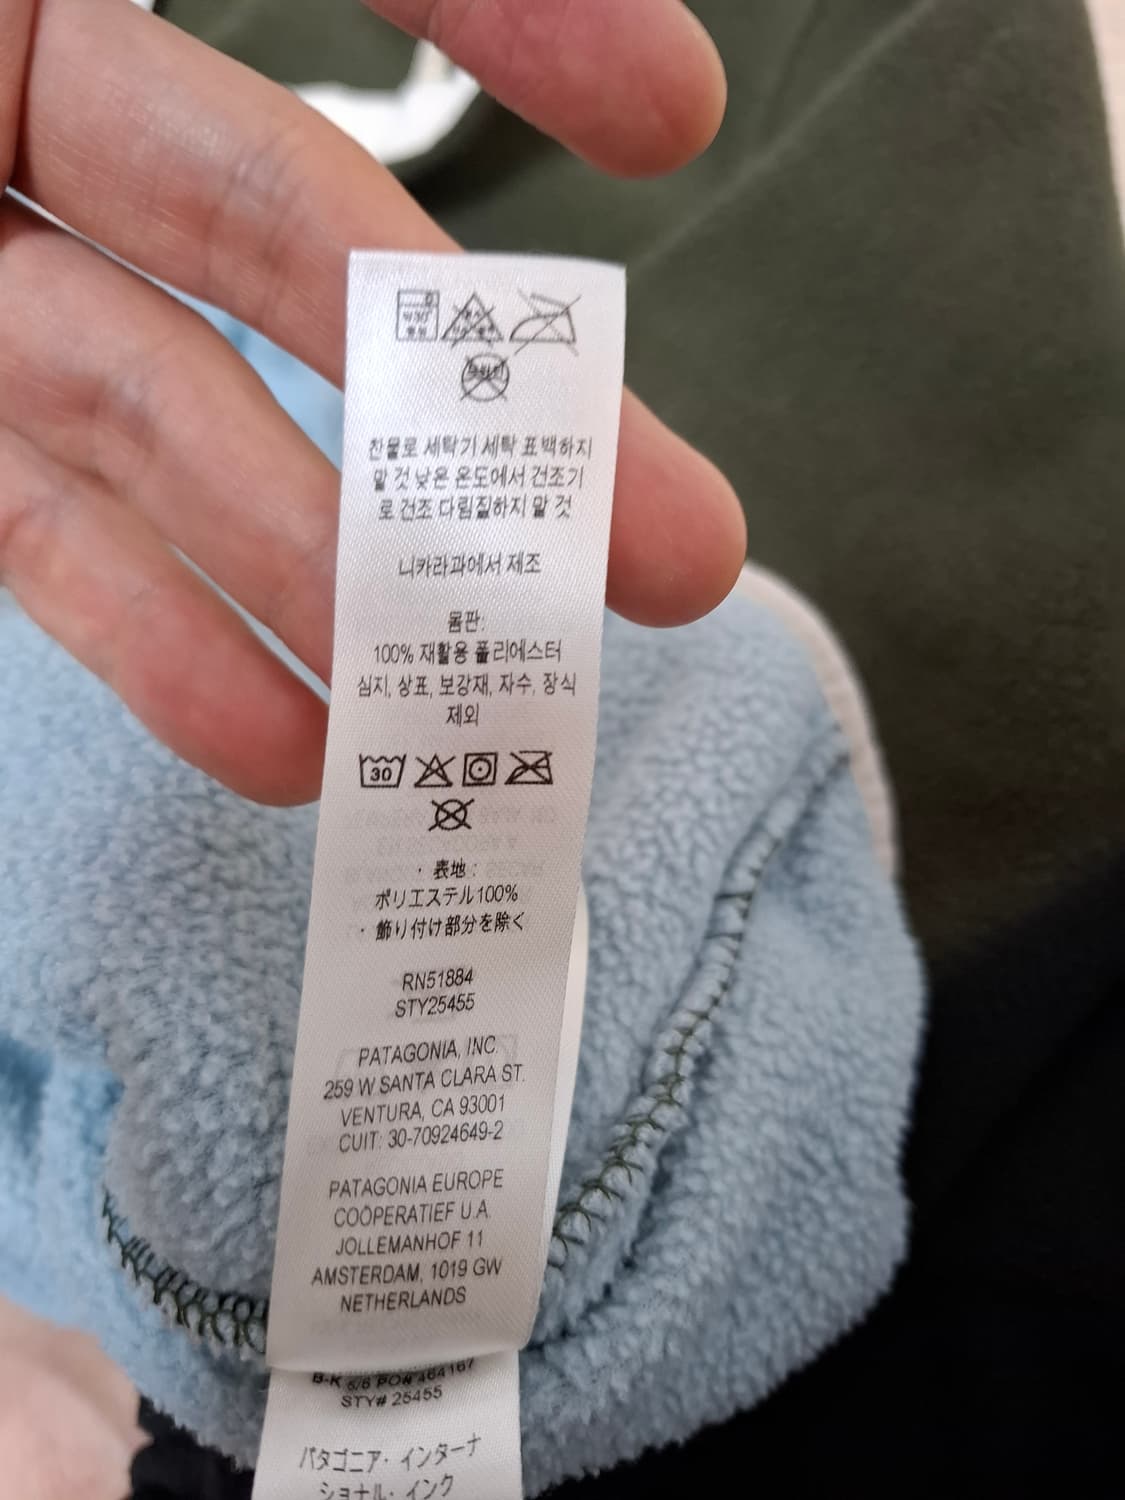 찬물로 세탁기 세탁 표백하지
말 것 낮은 온도에서 건조기
로 건조 다림질하지 말 것
니카라과에서 제조
몸판:
100% 재활용 폴리에스터
심지, 상표, 보강재, 자수, 장식
제외
30
・表地:
ポリエステル100%
・飾り付け部分を除く
RN51884
STY25455
PATAGONIA, INC.
259 W SANTA CLARA ST.
VENTURA, CA 93001
CUIT: 30-70924649-2
PATAGONIA EUROPE
COÖPERATIEF U.A.
JOLLEMANHOF 11
AMSTERDAM, 1019 GW
NETHERLANDS
B-K 6/6 PO# 464167
STY# 25455
パタゴニア・インターナ
ショナル・インク